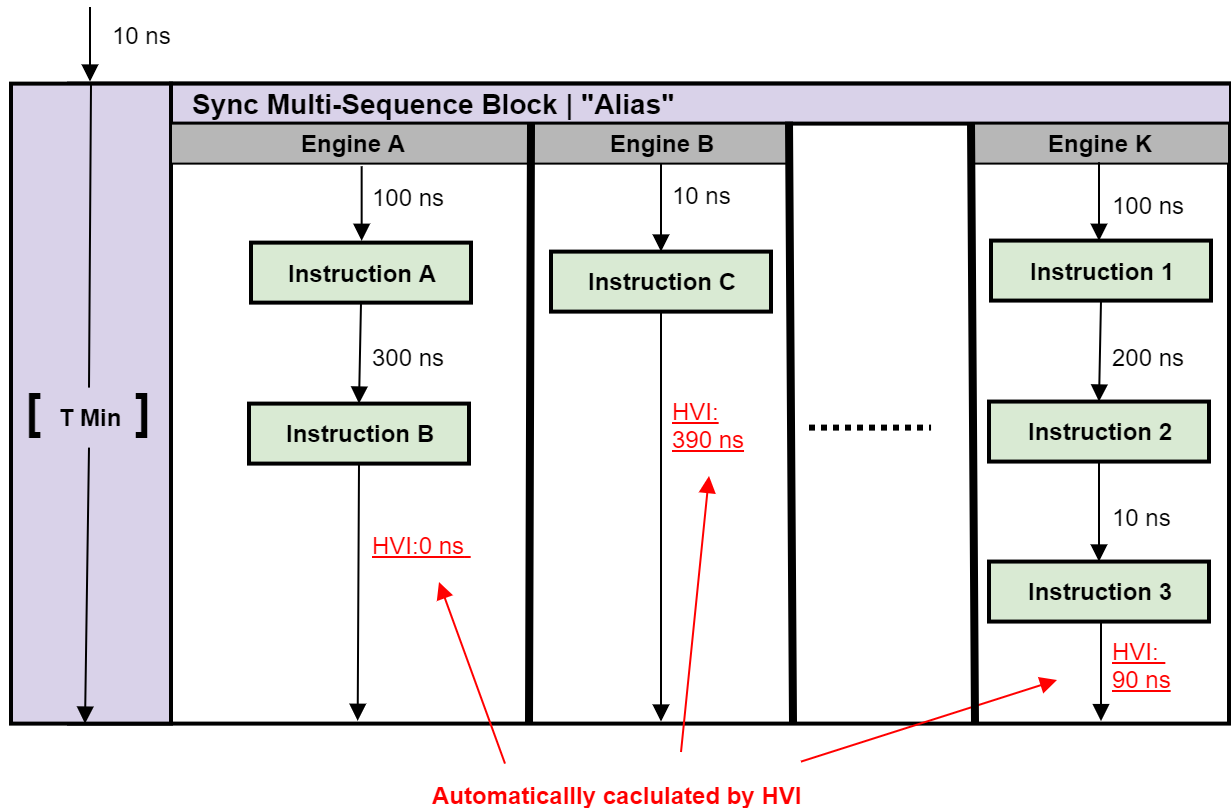 10 ns
Sync Multi-Sequence Block | "Alias"
Engine A
Engine B
Engine K
100 ns
10 ns
100 ns
Instruction A
Instruction C
Instruction 1
300 ns
200 ns
[ T Min ]
Instruction B
HVI:
390 ns
Instruction 2
HVI:0 ns
10 ns
Instruction 3
HVI:
90 ns
Automaticallly caclulated by HVI